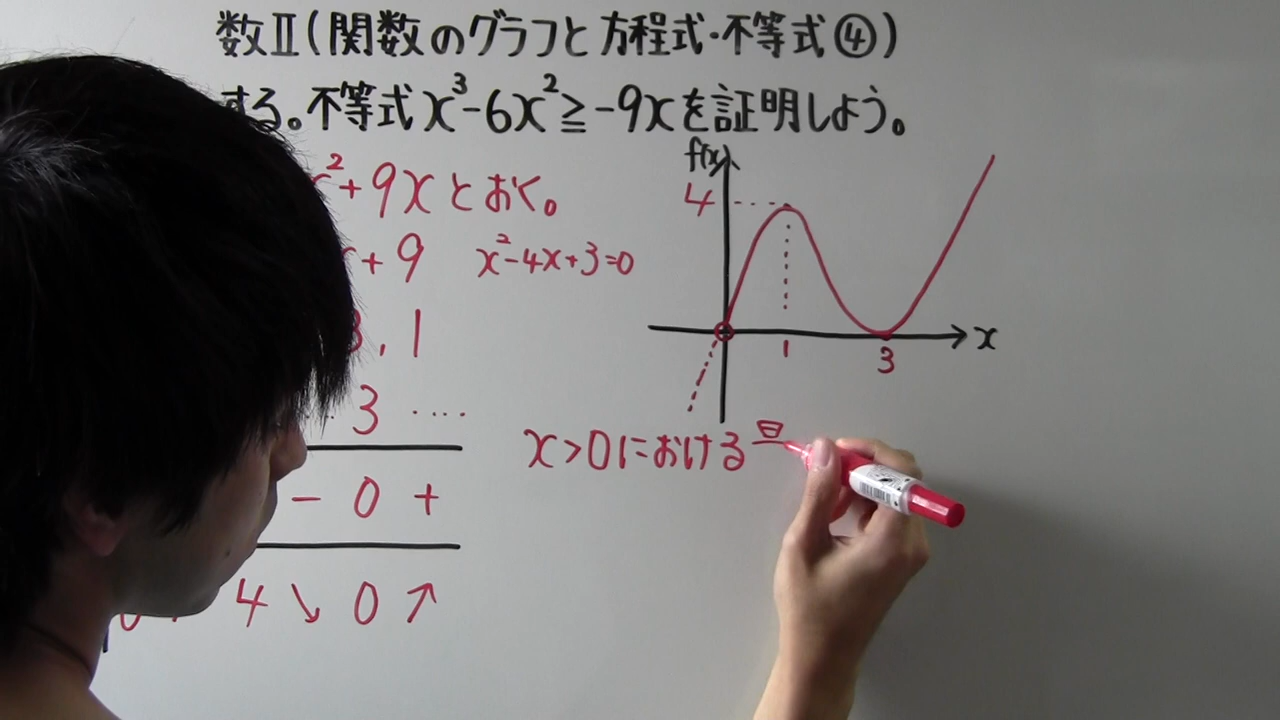 数Ⅱ(関数のグラフと方程式・不等式④)
する。不等式x³-6x²≧-9xを証明しよう。
x²+9xとおく。
+9 x²-4x+3=0
3, 1
3 ....
- 0 +
4 ↘ 0 ↗
f(x)
4
1
3
x
x>0における